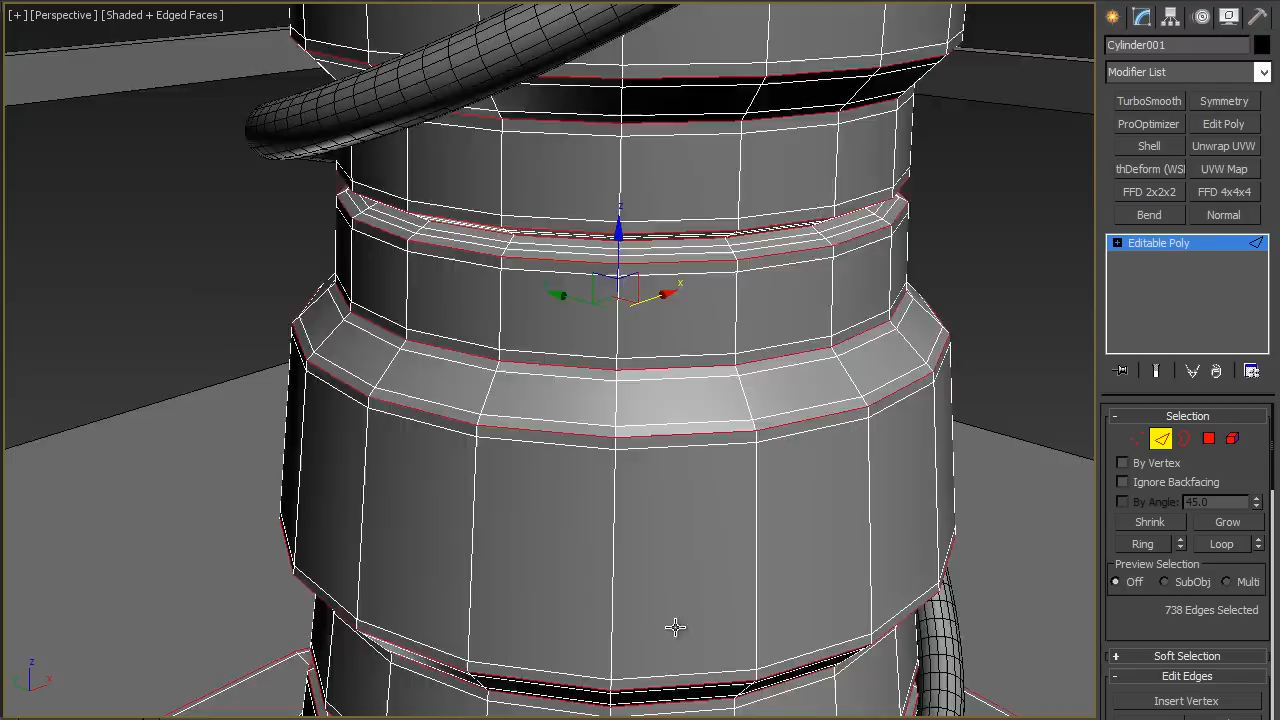 [ + ] [ Perspective ] [ Shaded + Edged Faces ]
Cylinder001
Modifier List
TurboSmooth Symmetry
ProOptimizer Edit Poly
Shell Unwrap UVW
thDeform (WSI UVW Map
FFD 2x2x2 FFD 4x4x4
Bend Normal
Editable Poly
z
x
- Selection
By Vertex
Ignore Backfacing
By Angle: 45.0
Shrink Grow
Ring Loop
Preview Selection
Off SubObj Multi
738 Edges Selected
+ Soft Selection
- Edit Edges
Insert Vertex
z
x